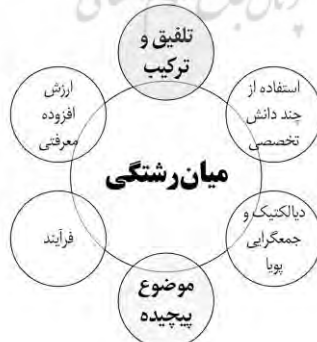 تلفیق و
ترکیب
استفاده از
چند دانش
تخصصی
ارزش
افزوده
معرفتی
میان‌رشتگی
دیالکتیک و
جمعگرایی
پویا
فرآیند
موضوع
پیچیده